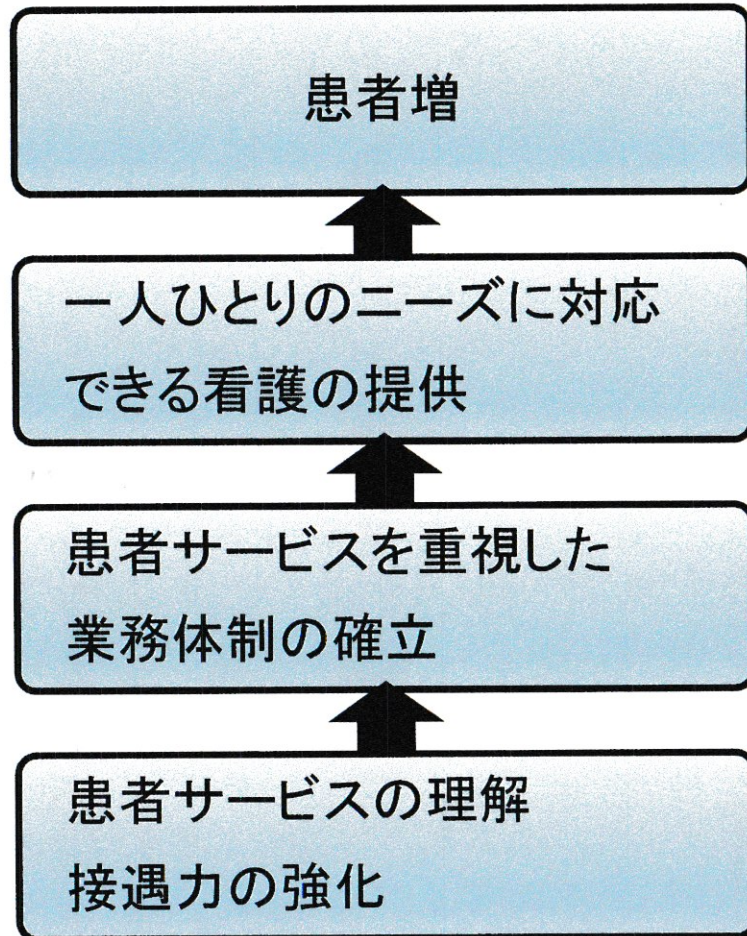 患者増
一人ひとりのニーズに対応
できる看護の提供
患者サービスを重視した
業務体制の確立
患者サービスの理解
接遇力の強化